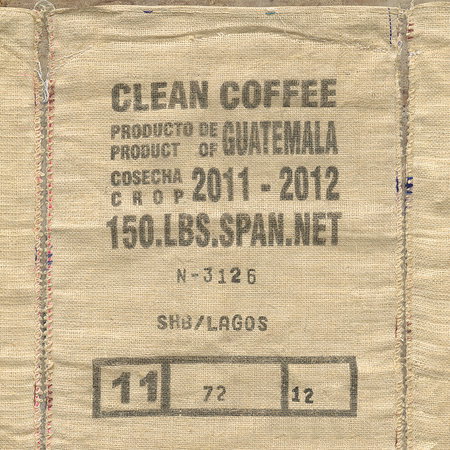 CLEAN COFFEE
PRODUCTO DE GUATEMALA
PRODUCT OF
COSECHA 2011 - 2012
CROP
150.LBS.SPAN.NET
N-3126
SHB/LAGOS
11 72 12